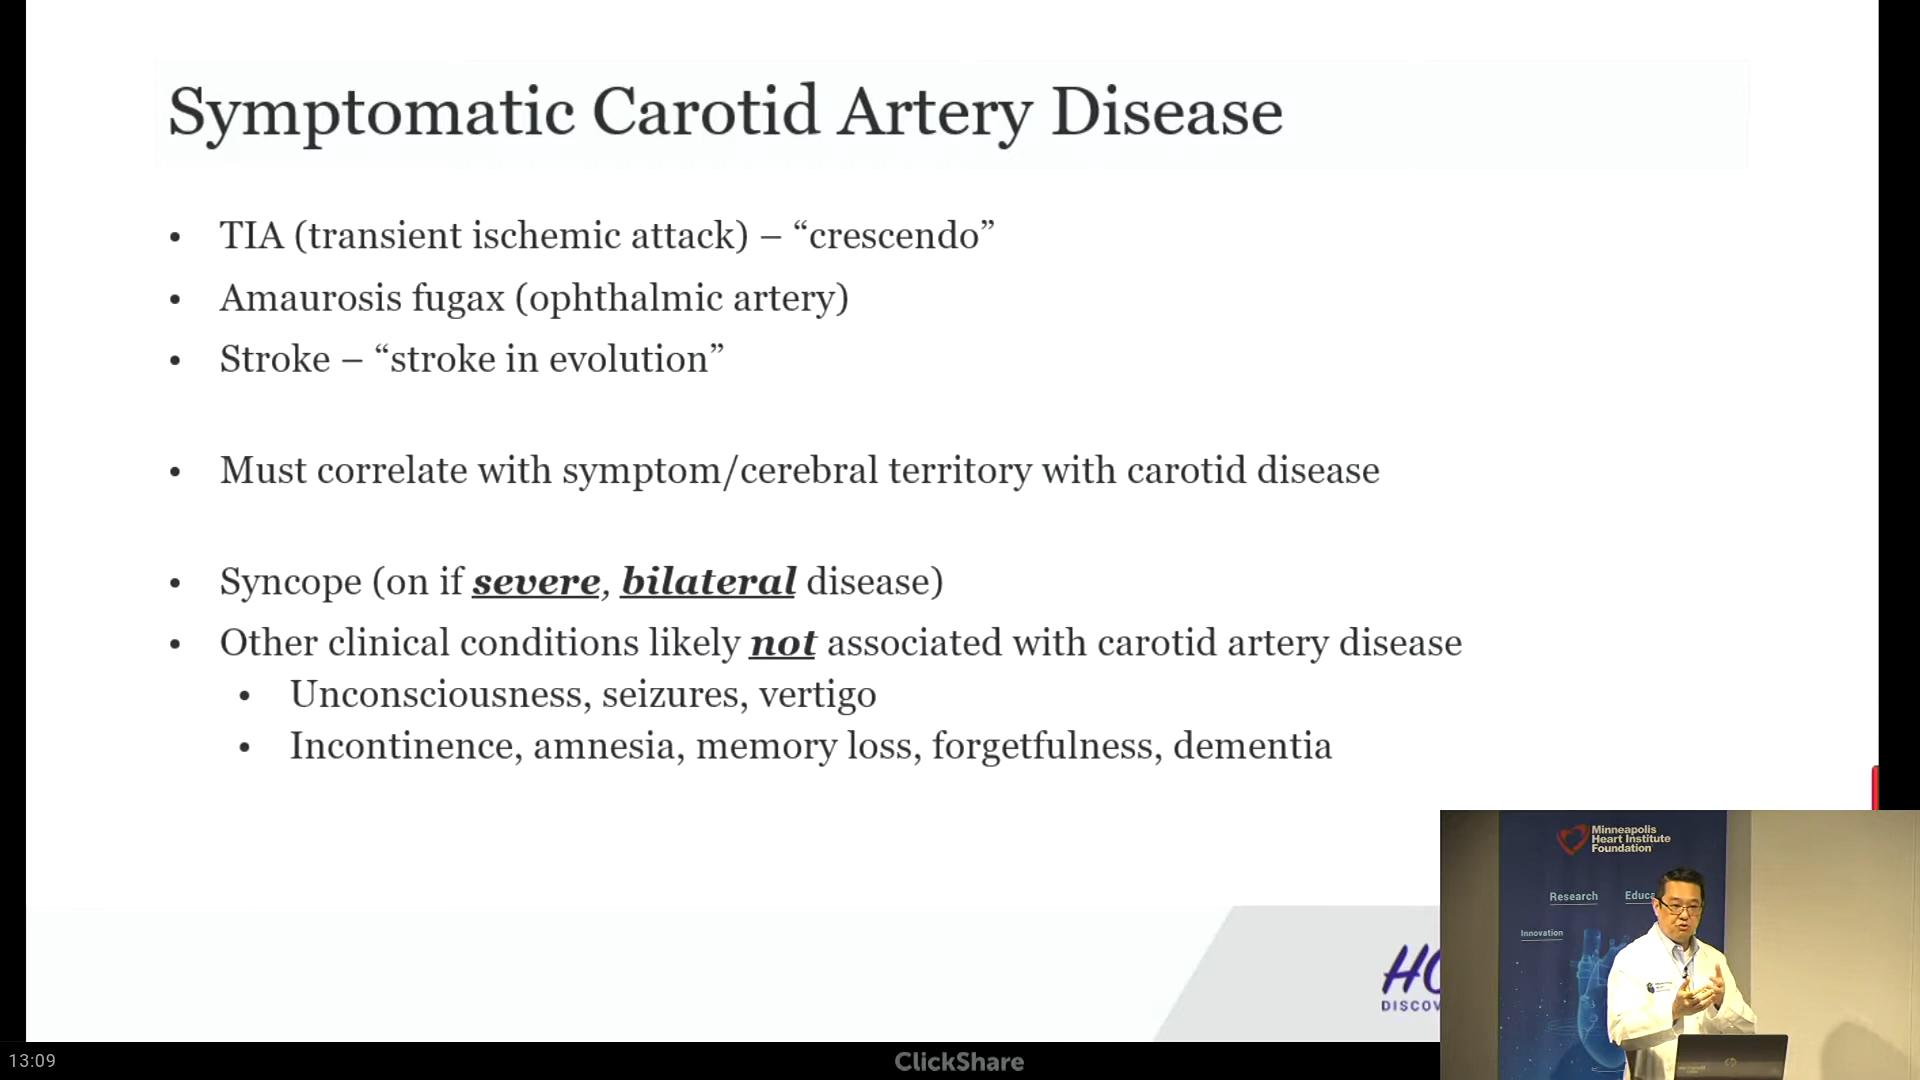 Symptomatic Carotid Artery Disease
• TIA (transient ischemic attack) – “crescendo”
• Amaurosis fugax (ophthalmic artery)
• Stroke – “stroke in evolution”
• Must correlate with symptom/cerebral territory with carotid disease
• Syncope (on if severe, bilateral disease)
• Other clinical conditions likely not associated with carotid artery disease
• Unconsciousness, seizures, vertigo
• Incontinence, amnesia, memory loss, forgetfulness, dementia
Minneapolis
Heart Institute
Foundation
Research Educa
Innovation
HO
DISCOV
13:09
ClickShare